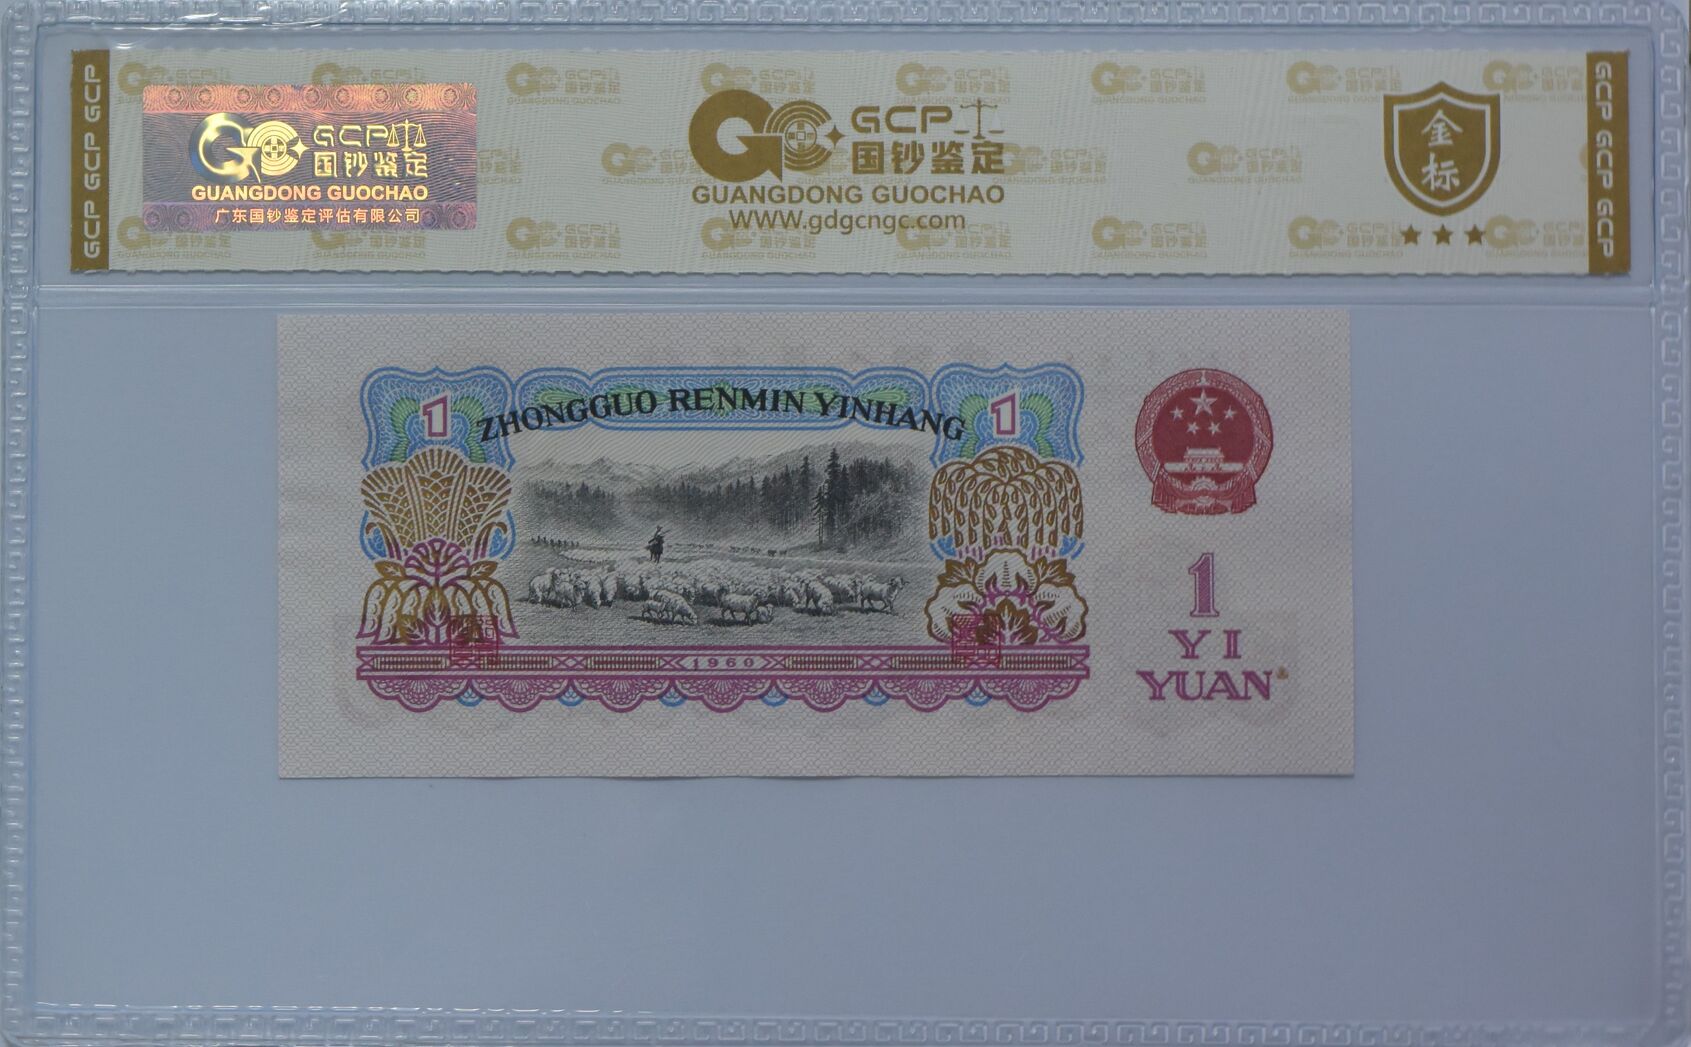 GCP GCP GCP
GCP
国钞鉴定
GUANGDONG GUOCHAO
广东国钞鉴定评估有限公司
GCP
国钞鉴定
GUANGDONG GUOCHAO
WWW.gdgcngc.com
金标
GCP GCP GCP
1
ZHONGGUO RENMIN YINHANG
1
1960
1
YI
YUAN